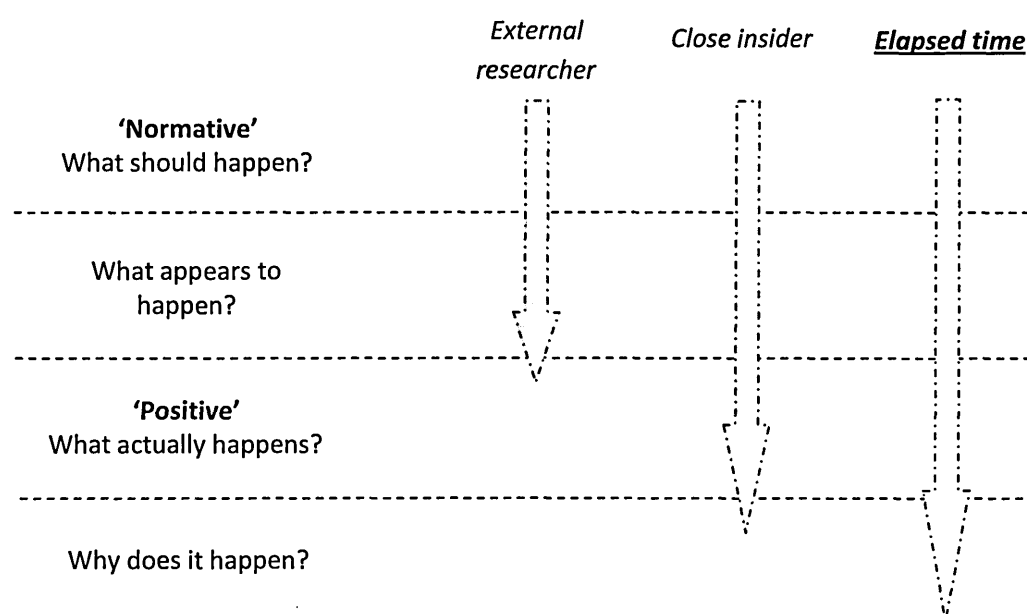 External
researcher
Close insider
Elapsed time
‘Normative’
What should happen?
What appears to
happen?
‘Positive’
What actually happens?
Why does it happen?